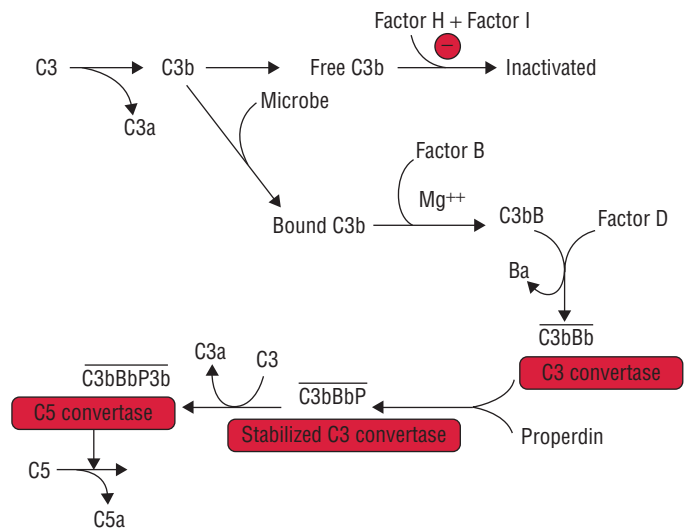 Factor H + Factor I
−
C3
C3b
Free C3b
Inactivated
C3a
Microbe
Factor B
Mg++
Bound C3b
C3bB
Factor D
Ba
C3bBb
C3 convertase
C3a
C3
C3bBbP3b
C3bBbP
C5 convertase
Stabilized C3 convertase
Properdin
C5
C5a